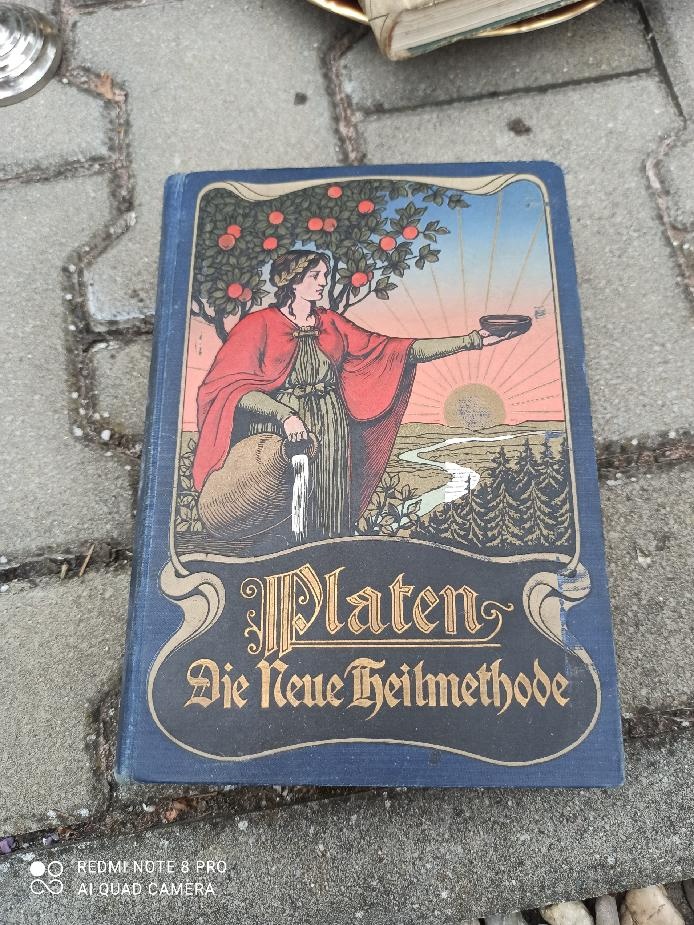 Platen
Die Neue Heilmethode
REDMI NOTE 8 PRO
AI QUAD CAMERA